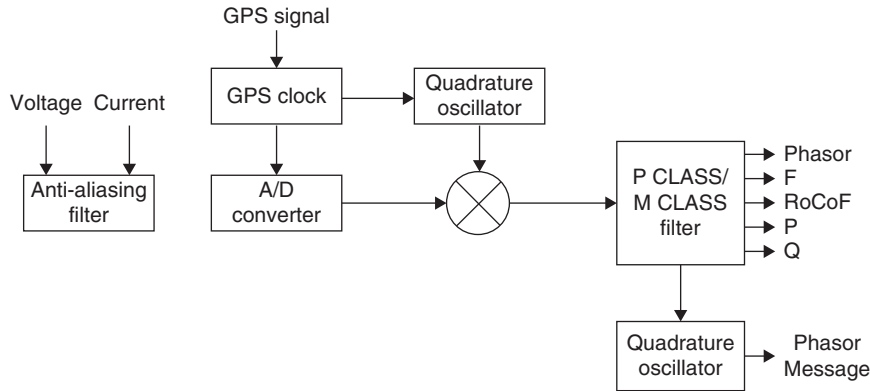 GPS signal
Voltage Current
GPS clock
Quadrature
oscillator
Anti-aliasing
filter
A/D
converter
P CLASS/
M CLASS
filter
Phasor
F
RoCoF
P
Q
Quadrature
oscillator
Phasor
Message